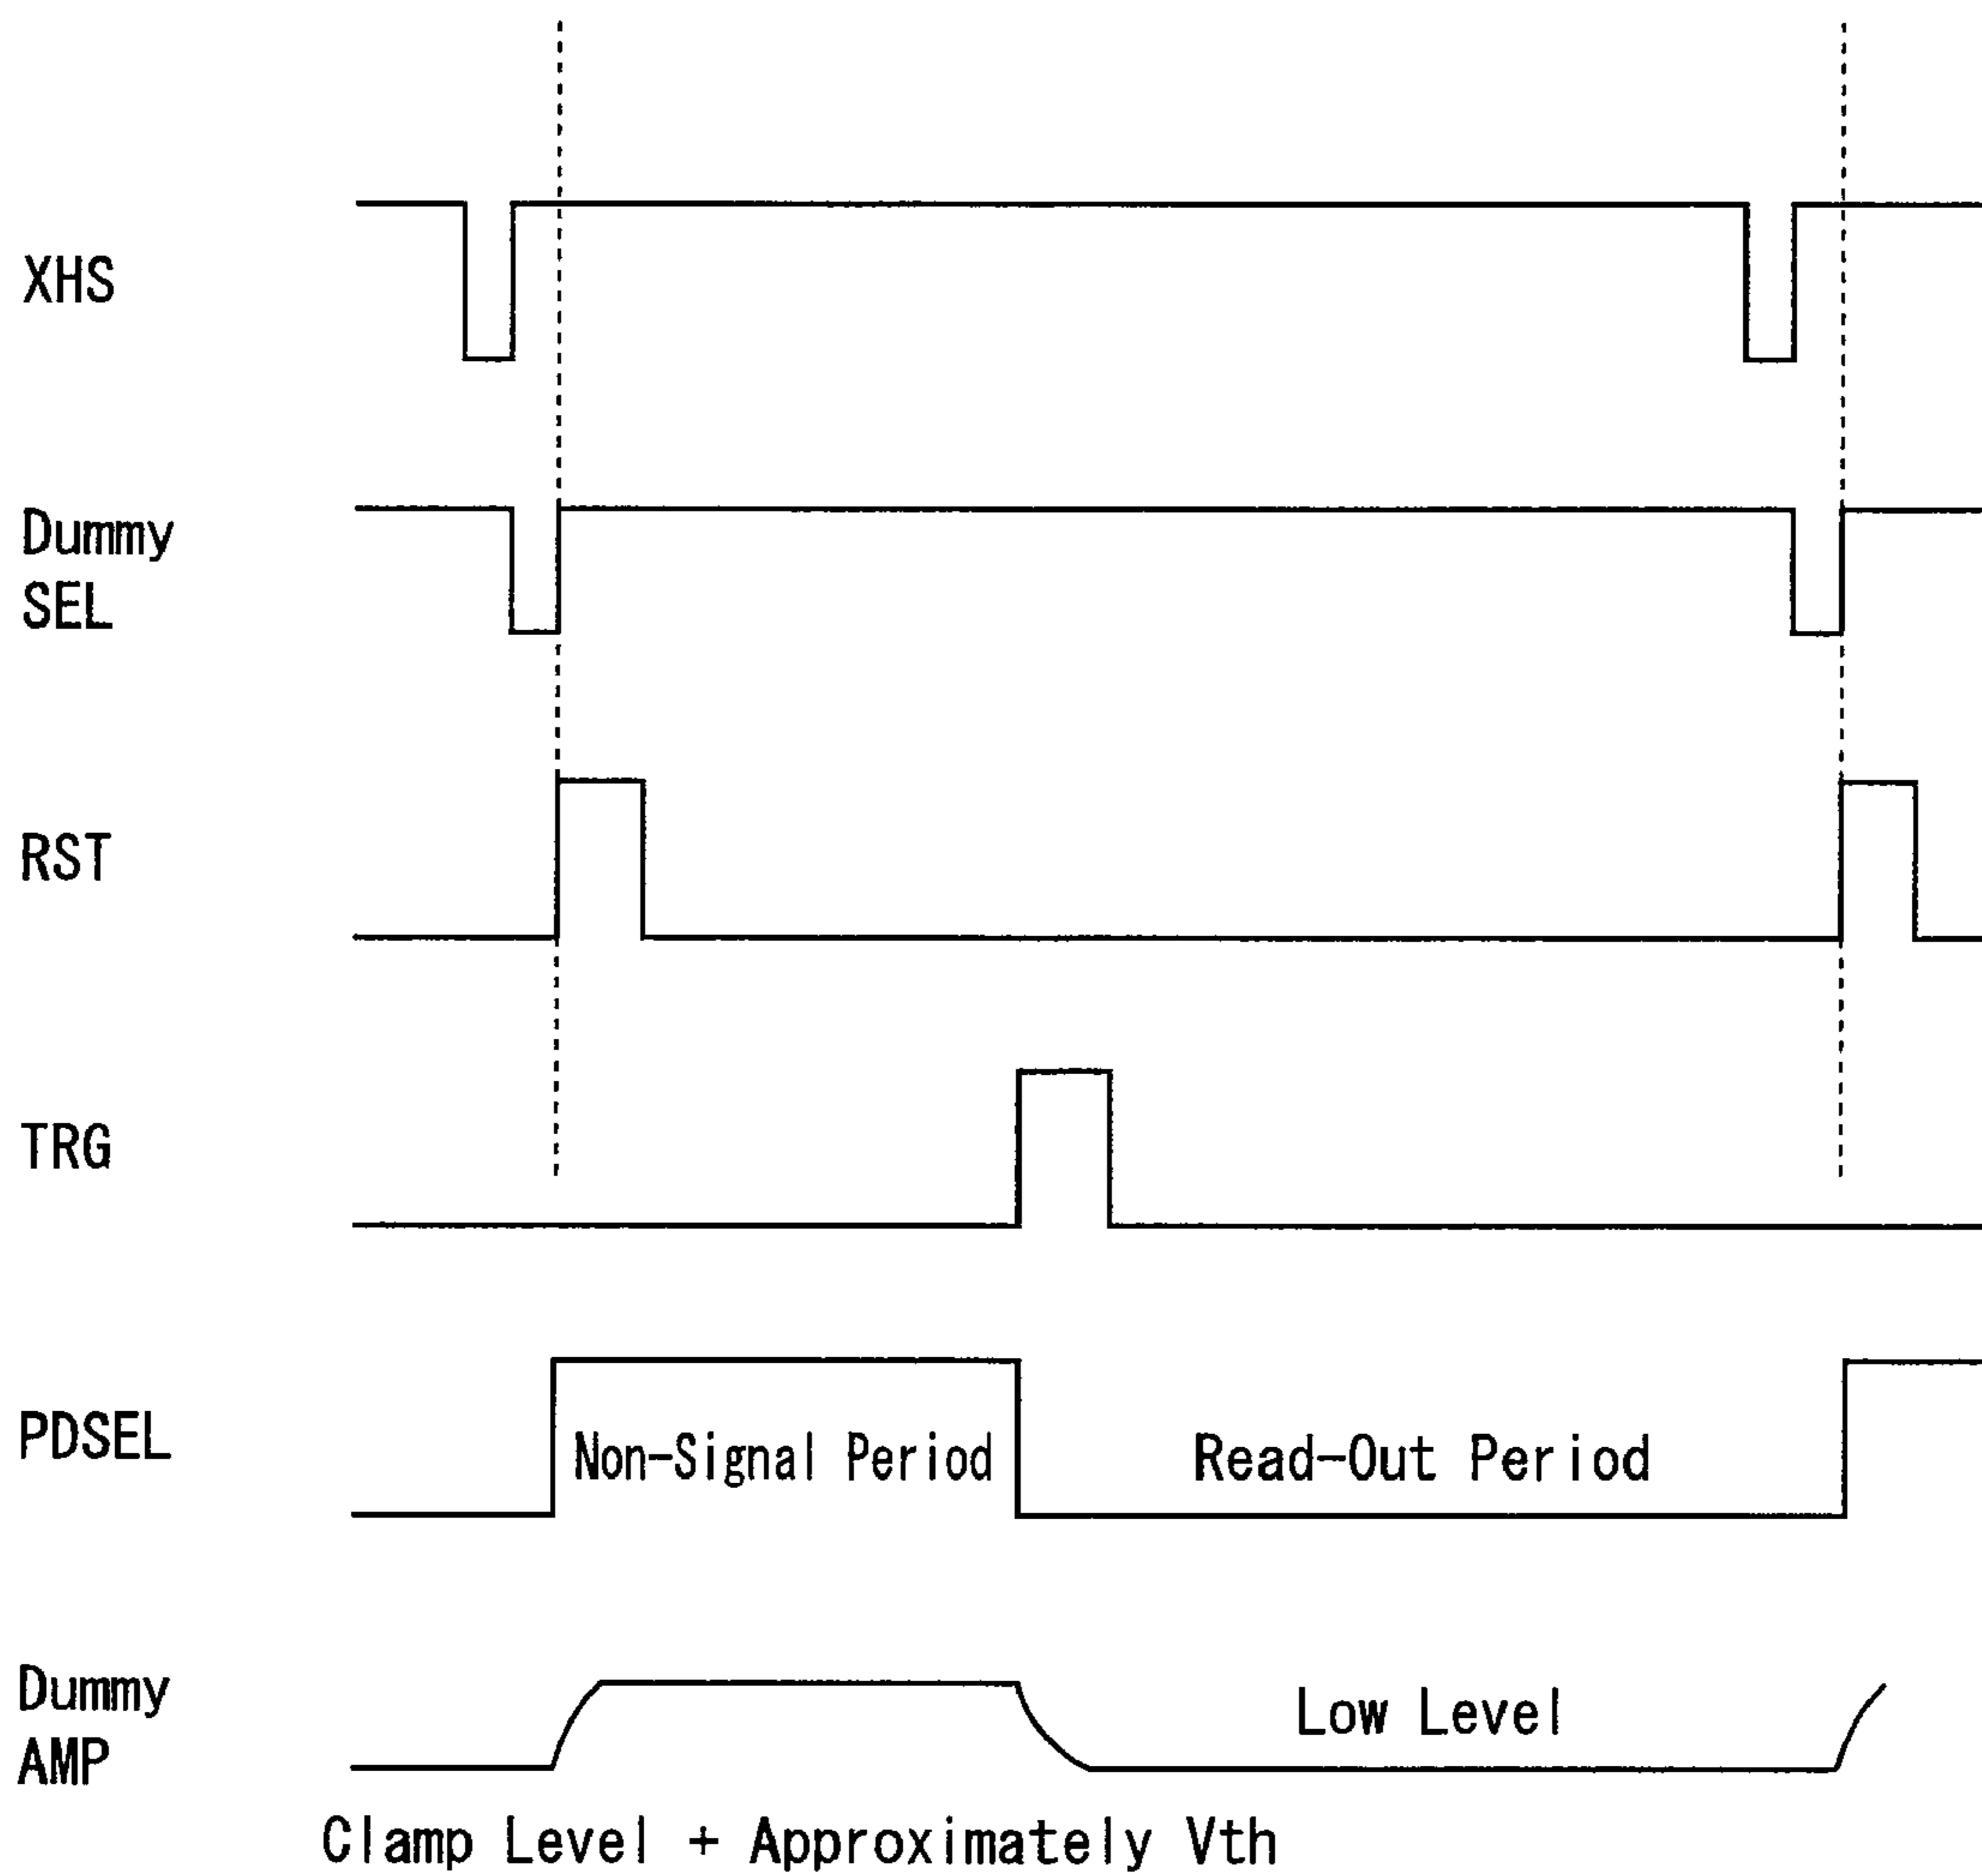 XHS
Dummy
SEL
RST
TRG
PDSEL
Non-Signal Period
Read-Out Period
Dummy
AMP
Low Level
Clamp Level + Approximately Vth